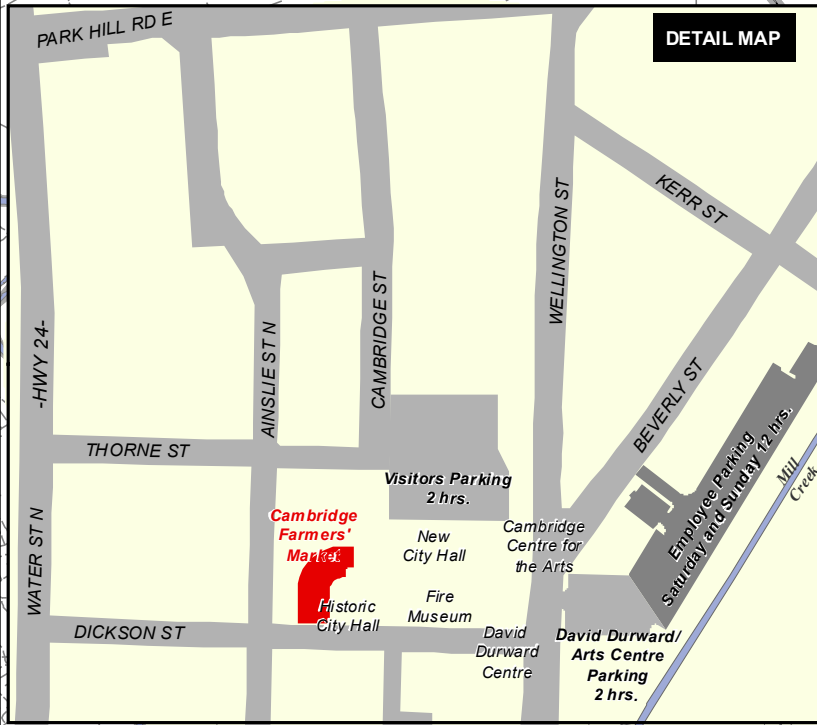 PARK HILL RD E
DETAIL MAP
KERR ST
WELLINGTON ST
-HWY 24-
AINSLIE ST N
CAMBRIDGE ST
BEVERLY ST
THORNE ST
Visitors Parking
2 hrs.
Employee Parking
Saturday and Sunday 12 hrs.
Mill
Creek
Cambridge
Farmers'
Market
New
City Hall
Cambridge
Centre for
the Arts
WATER ST N
Historic
City Hall
Fire
Museum
DICKSON ST
David
Durward
Centre
David Durward/
Arts Centre
Parking
2 hrs.